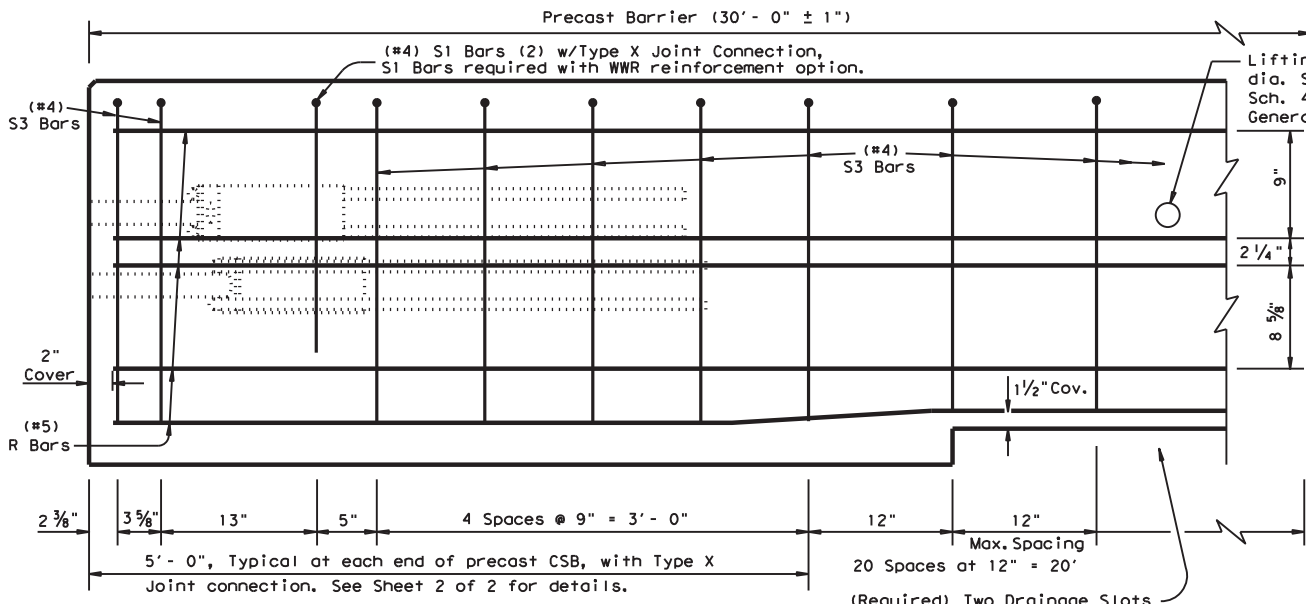 Precast Barrier (30'- 0" ± 1")
(#4) S1 Bars (2) w/Type X Joint Connection,
S1 Bars required with WWR reinforcement option.
(#4)
S3 Bars
Lifting
dia. S
Sch. 4
Genera
(#4)
S3 Bars
9"
2 1/4"
8 5/8"
2"
Cover
1 1/2"Cov.
(#5)
R Bars
2 3/8"
3 5/8"
13"
5"
4 Spaces @ 9" = 3'- 0"
12"
12"
Max.Spacing
5'- 0", Typical at each end of precast CSB, with Type X
Joint connection. See Sheet 2 of 2 for details.
20 Spaces at 12" = 20'
(Required) Two Drainage Slots